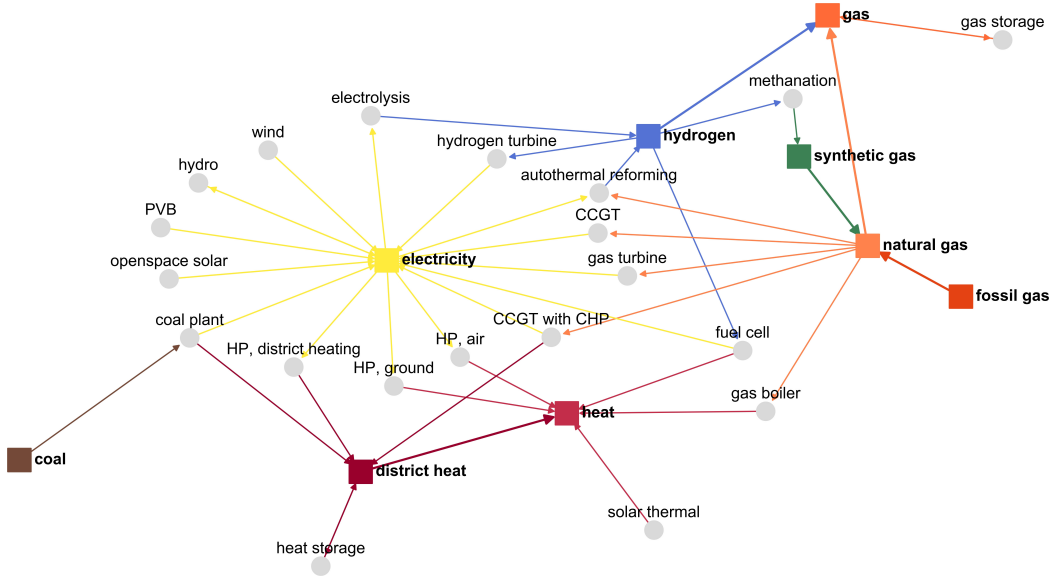 gas
gas storage
methanation
electrolysis
wind
hydrogen turbine
hydrogen
synthetic gas
hydro
autothermal reforming
PVB
CCGT
natural gas
openspace solar
electricity
gas turbine
fossil gas
coal plant
CCGT with CHP
fuel cell
HP, district heating
HP, air
HP, ground
gas boiler
heat
coal
district heat
solar thermal
heat storage